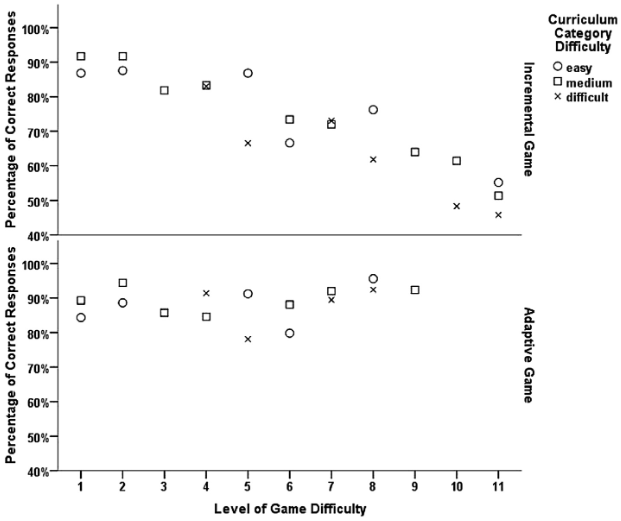 Percentage of Correct Responses
100%
90%
80%
70%
60%
50%
40%
Incremental Game
Curriculum
Category
Difficulty
easy
medium
difficult
Percentage of Correct Responses
100%
90%
80%
70%
60%
50%
40%
Adaptive Game
1 2 3 4 5 6 7 8 9 10 11
Level of Game Difficulty